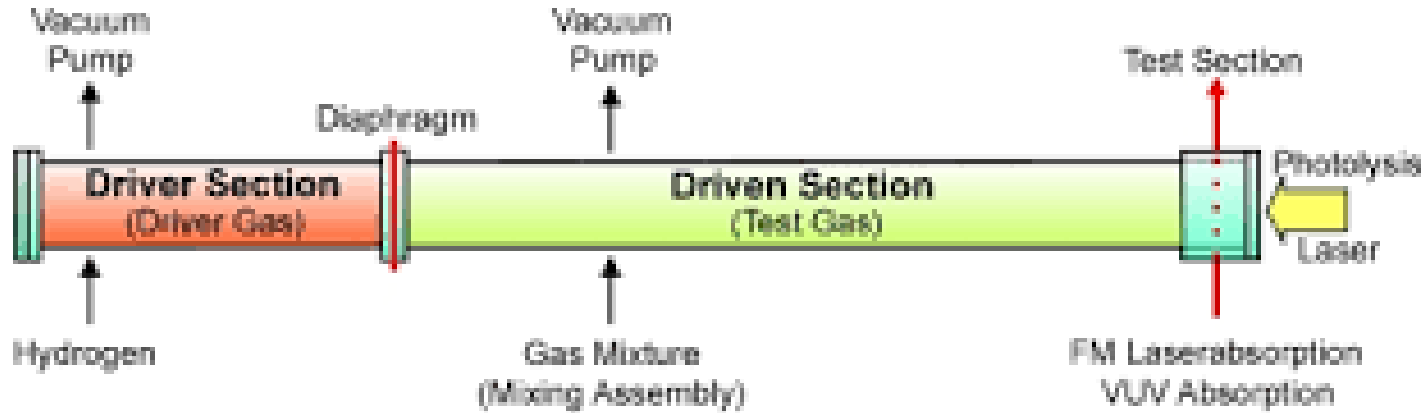 Vacuum
Pump
Vacuum
Pump
Test Section
Diaphragm
Driver Section
(Driver Gas)
Driven Section
(Test Gas)
Photolysis
Laser
Hydrogen
Gas Mixture
(Mixing Assembly)
FM Laserabsorption
VUV Absorption